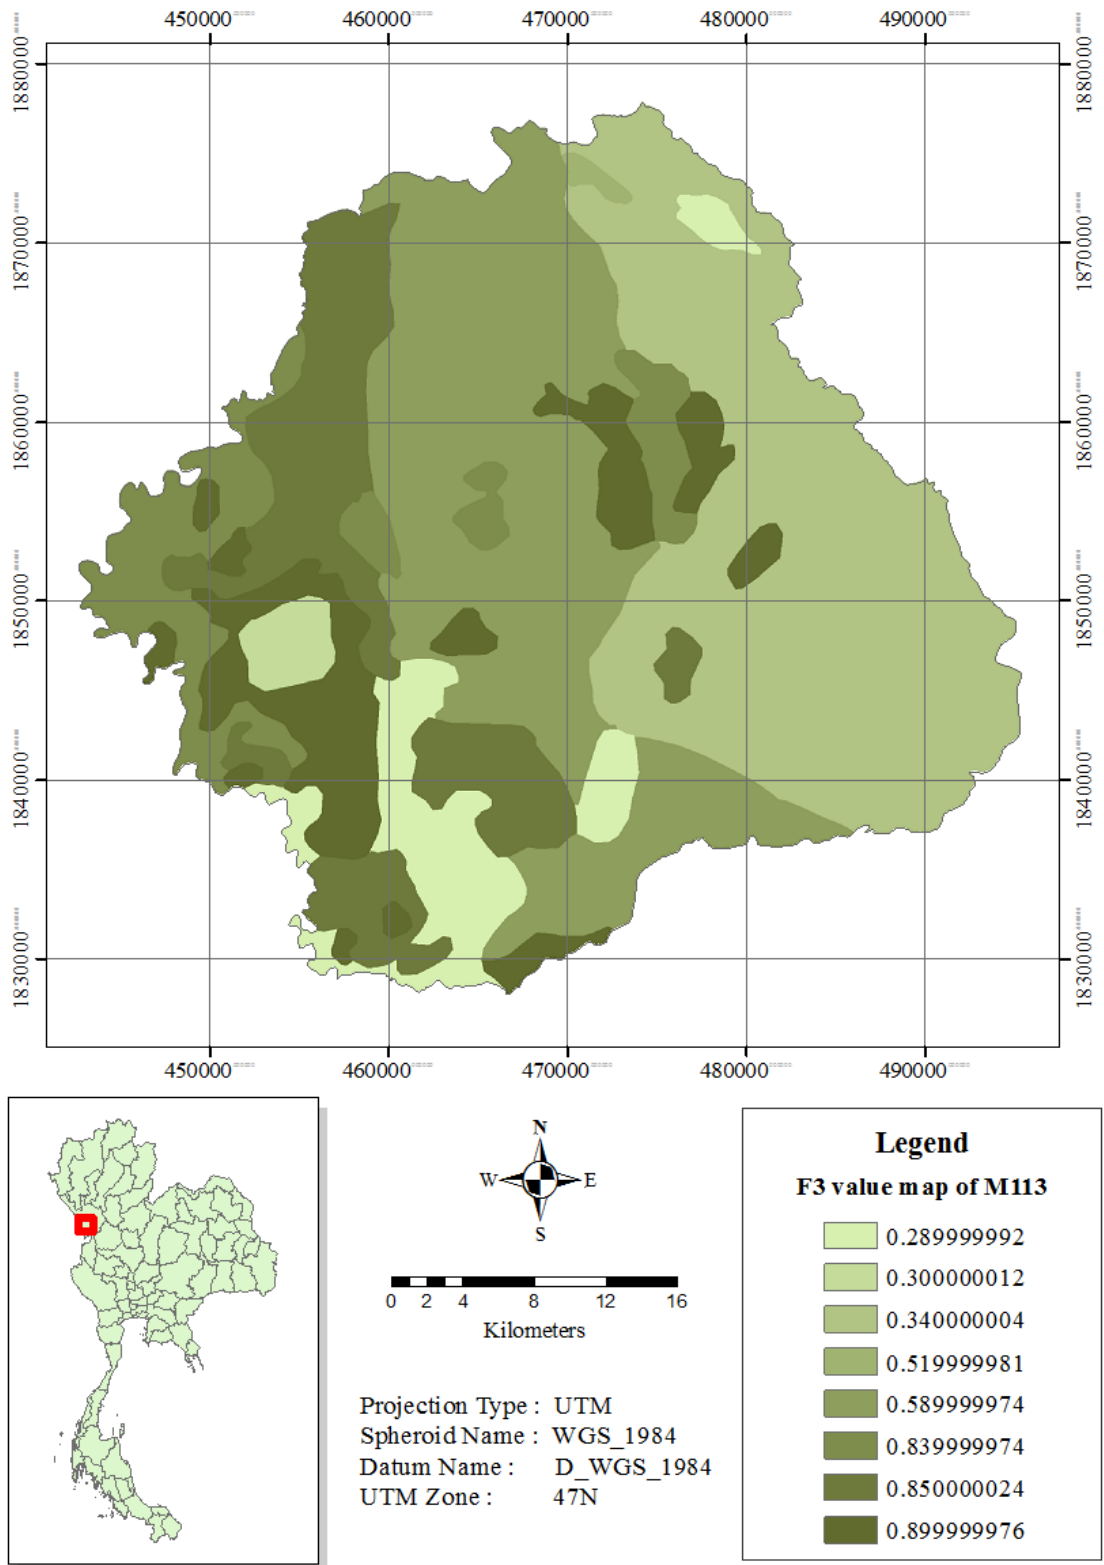 450000 460000 470000 480000 490000
1880000 1880000
1870000 1870000
1860000 1860000
1850000 1850000
1840000 1840000
1830000 1830000
450000 460000 470000 480000 490000
N
W E
S
0 2 4 8 12 16
Kilometers
Projection Type : UTM
Spheroid Name : WGS_1984
Datum Name : D_WGS_1984
UTM Zone : 47N
Legend
F3 value map of M113
0.289999992
0.300000012
0.340000004
0.519999981
0.589999974
0.839999974
0.850000024
0.899999976